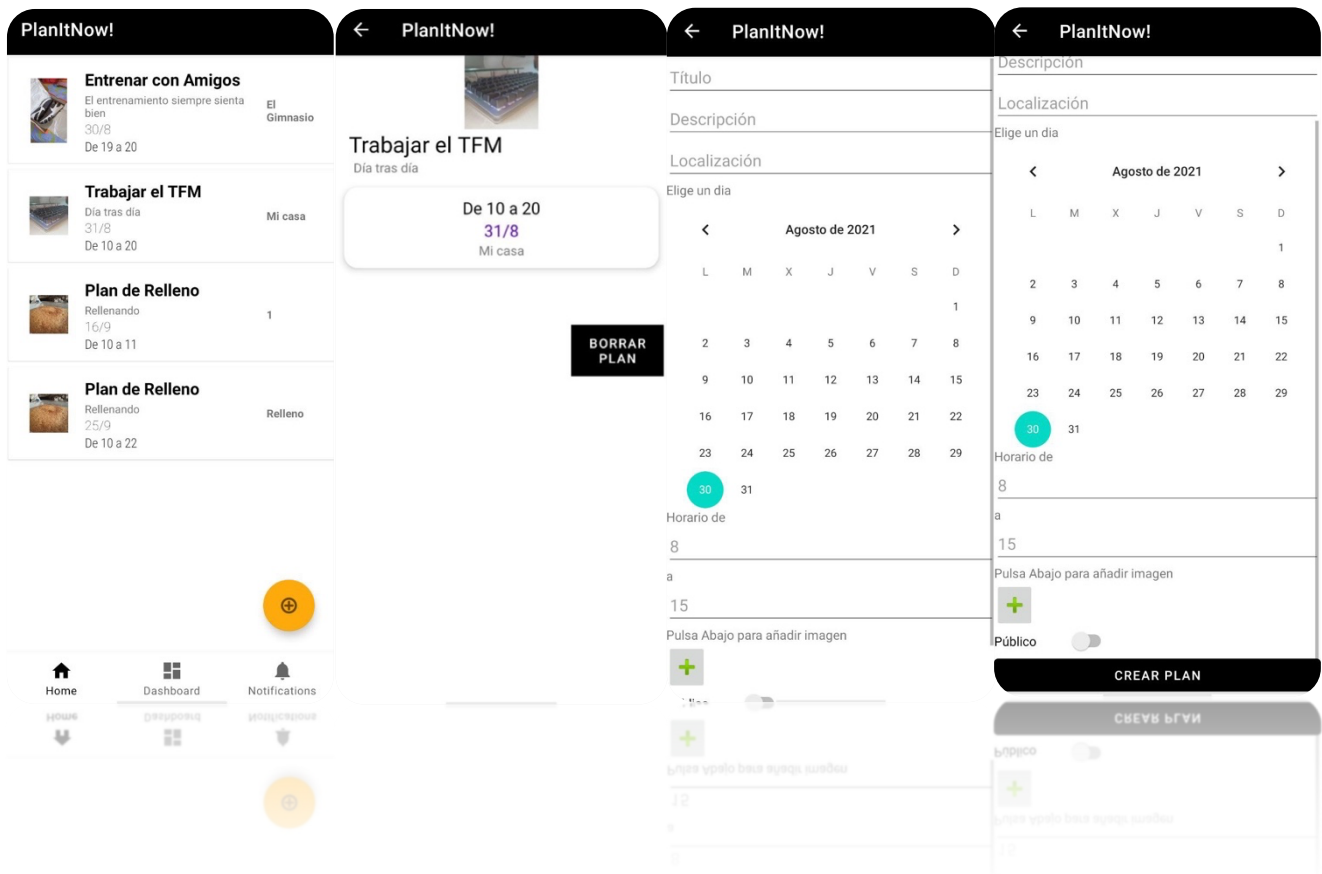 PlanItNow!
Entrenar con Amigos
El entrenamiento siempre sienta
bien
El
Gimnasio
30/8
De 19 a 20
Trabajar el TFM
Día tras día
Mi casa
31/8
De 10 a 20
Plan de Relleno
Rellenando
1
16/9
De 10 a 11
Plan de Relleno
Rellenando
Relleno
25/9
De 10 a 22
Home
Dashboard
Notifications
PlanItNow!
Trabajar el TFM
Día tras día
De 10 a 20
31/8
Mi casa
BORRAR
PLAN
PlanItNow!
Título
Descripción
Localización
Elige un dia
Agosto de 2021
L M X J V S D
1
2 3 4 5 6 7 8
9 10 11 12 13 14 15
16 17 18 19 20 21 22
23 24 25 26 27 28 29
30 31
Horario de
8
a
15
Pulsa Abajo para añadir imagen
PlanItNow!
Descripción
Localización
Elige un dia
Agosto de 2021
L M X J V S D
1
2 3 4 5 6 7 8
9 10 11 12 13 14 15
16 17 18 19 20 21 22
23 24 25 26 27 28 29
30 31
Horario de
8
a
15
Pulsa Abajo para añadir imagen
Público
CREAR PLAN